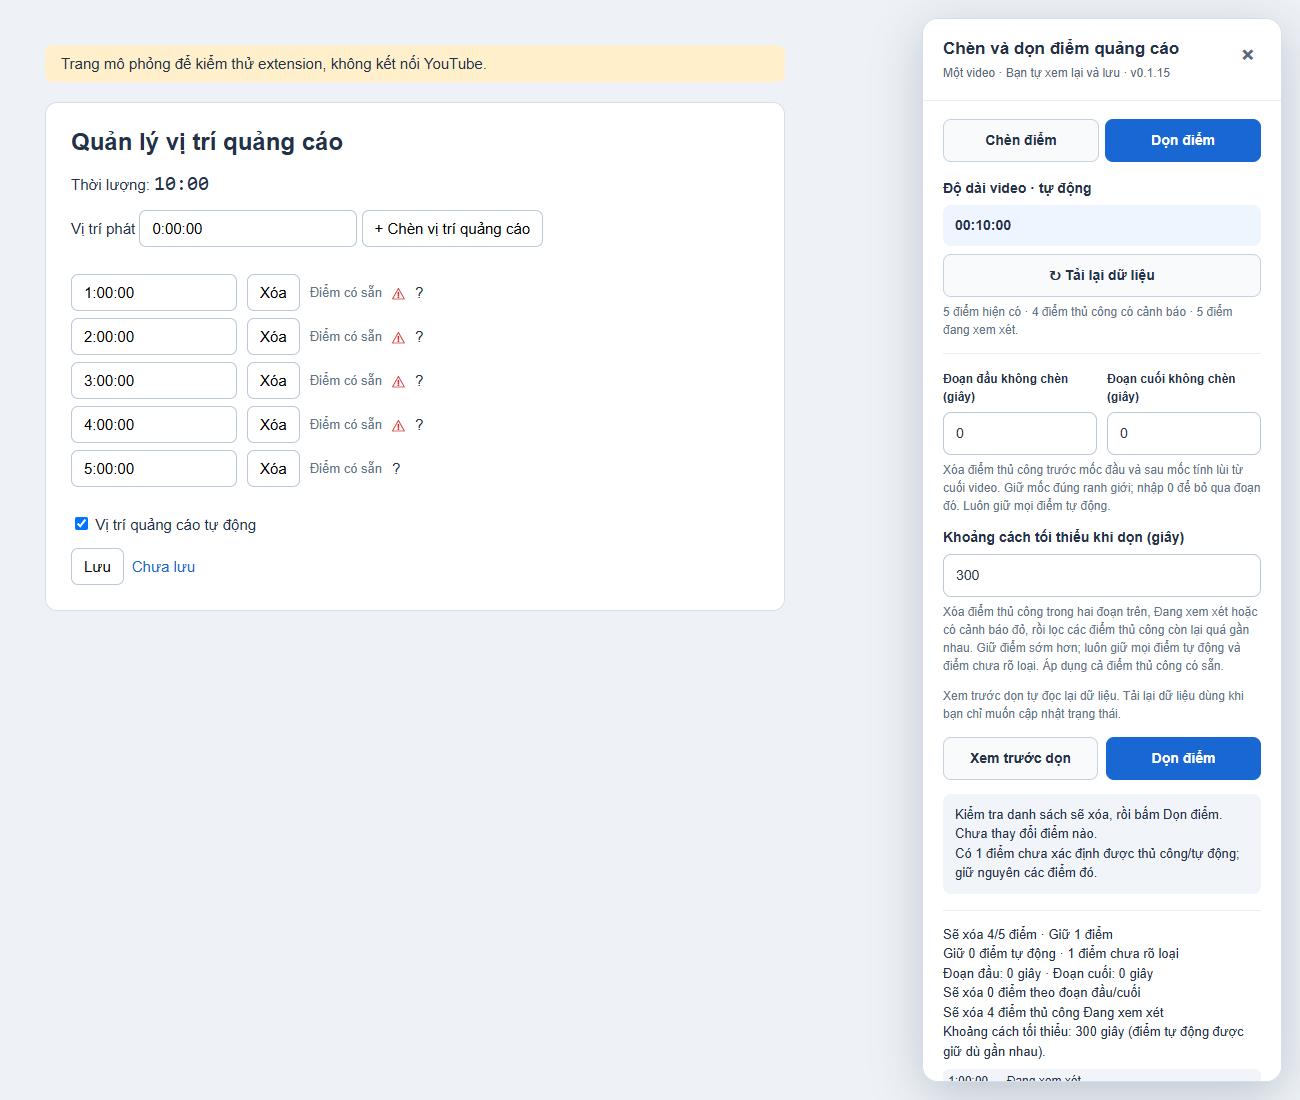 Trang mô phỏng để kiểm thử extension, không kết nối YouTube.
Quản lý vị trí quảng cáo
Thời lượng: 10:00
Vị trí phát 0:00:00 + Chèn vị trí quảng cáo
1:00:00 Xóa Điểm có sẵn ⚠ ?
2:00:00 Xóa Điểm có sẵn ⚠ ?
3:00:00 Xóa Điểm có sẵn ⚠ ?
4:00:00 Xóa Điểm có sẵn ⚠ ?
5:00:00 Xóa Điểm có sẵn ?
Vị trí quảng cáo tự động
Lưu Chưa lưu
Chèn và dọn điểm quảng cáo ×
Một video · Bạn tự xem lại và lưu · v0.1.15
Chèn điểm Dọn điểm
Độ dài video · tự động
00:10:00
↻ Tải lại dữ liệu
5 điểm hiện có · 4 điểm thủ công có cảnh báo · 5 điểm
đang xem xét.
Đoạn đầu không chèn
(giây)
0
Đoạn cuối không chèn
(giây)
0
Xóa điểm thủ công trước mốc đầu và sau mốc tính lùi từ
cuối video. Giữ mốc đúng ranh giới; nhập 0 để bỏ qua đoạn
đó. Luôn giữ mọi điểm tự động.
Khoảng cách tối thiểu khi dọn (giây)
300
Xóa điểm thủ công trong hai đoạn trên, Đang xem xét hoặc
có cảnh báo đỏ, rồi lọc các điểm thủ công còn lại quá gần
nhau. Giữ điểm sớm hơn; luôn giữ mọi điểm tự động và
điểm chưa rõ loại. Áp dụng cả điểm thủ công có sẵn.
Xem trước dọn tự đọc lại dữ liệu. Tải lại dữ liệu dùng khi
bạn chỉ muốn cập nhật trạng thái.
Xem trước dọn Dọn điểm
Kiểm tra danh sách sẽ xóa, rồi bấm Dọn điểm.
Chưa thay đổi điểm nào.
Có 1 điểm chưa xác định được thủ công/tự động;
giữ nguyên các điểm đó.
Sẽ xóa 4/5 điểm · Giữ 1 điểm
Giữ 0 điểm tự động · 1 điểm chưa rõ loại
Đoạn đầu: 0 giây · Đoạn cuối: 0 giây
Sẽ xóa 0 điểm theo đoạn đầu/cuối
Sẽ xóa 4 điểm thủ công Đang xem xét
Khoảng cách tối thiểu: 300 giây (điểm tự động được
giữ dù gần nhau).
1:00:00 — Đang xem xét